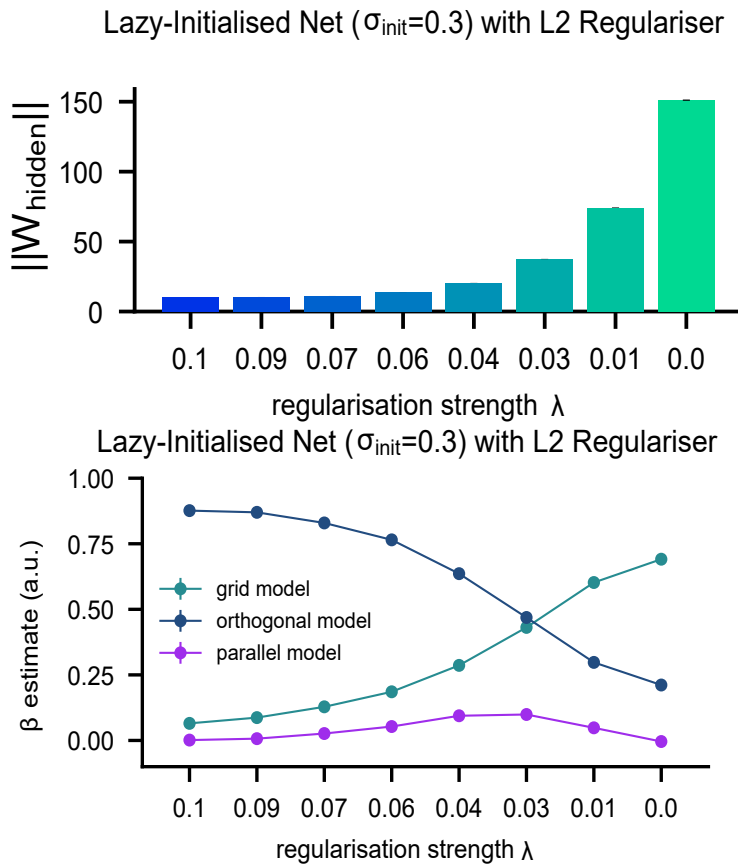 Lazy-Initialised Net (σinit=0.3) with L2 Regulariser
||Whidden||
150
100
50
0
0.1 0.09 0.07 0.06 0.04 0.03 0.01 0.0
regularisation strength λ
Lazy-Initialised Net (σinit=0.3) with L2 Regulariser
β estimate (a.u.)
1.00
0.75
0.50
0.25
0.00
grid model
orthogonal model
parallel model
0.1 0.09 0.07 0.06 0.04 0.03 0.01 0.0
regularisation strength λ